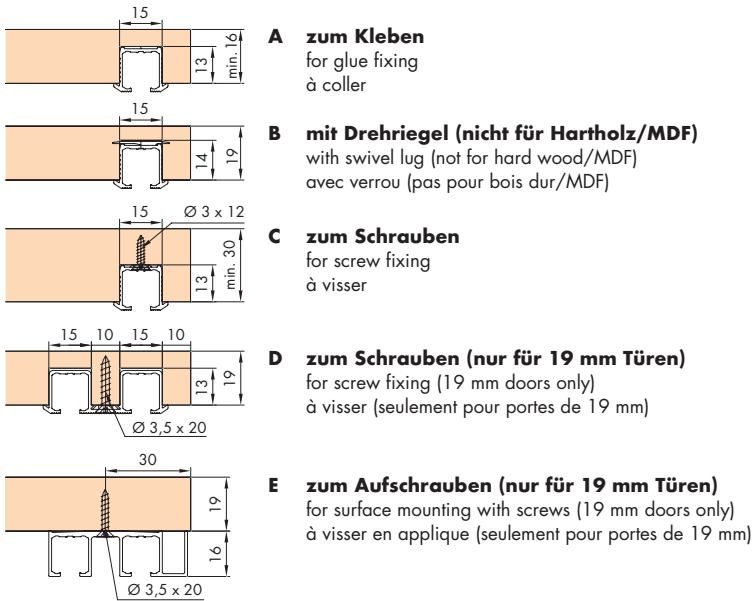 15
13
min. 16
A zum Kleben
for glue fixing
à coller
15
14
19
B mit Drehriegel (nicht für Hartholz/MDF)
with swivel lug (not for hard wood/MDF)
avec verrou (pas pour bois dur/MDF)
15 Ø 3 x 12
13
min. 30
C zum Schrauben
for screw fixing
à visser
15 10 15 10
13
19
Ø 3,5 x 20
D zum Schrauben (nur für 19 mm Türen)
for screw fixing (19 mm doors only)
à visser (seulement pour portes de 19 mm)
30
19
16
Ø 3,5 x 20
E zum Aufschrauben (nur für 19 mm Türen)
for surface mounting with screws (19 mm doors only)
à visser en applique (seulement pour portes de 19 mm)